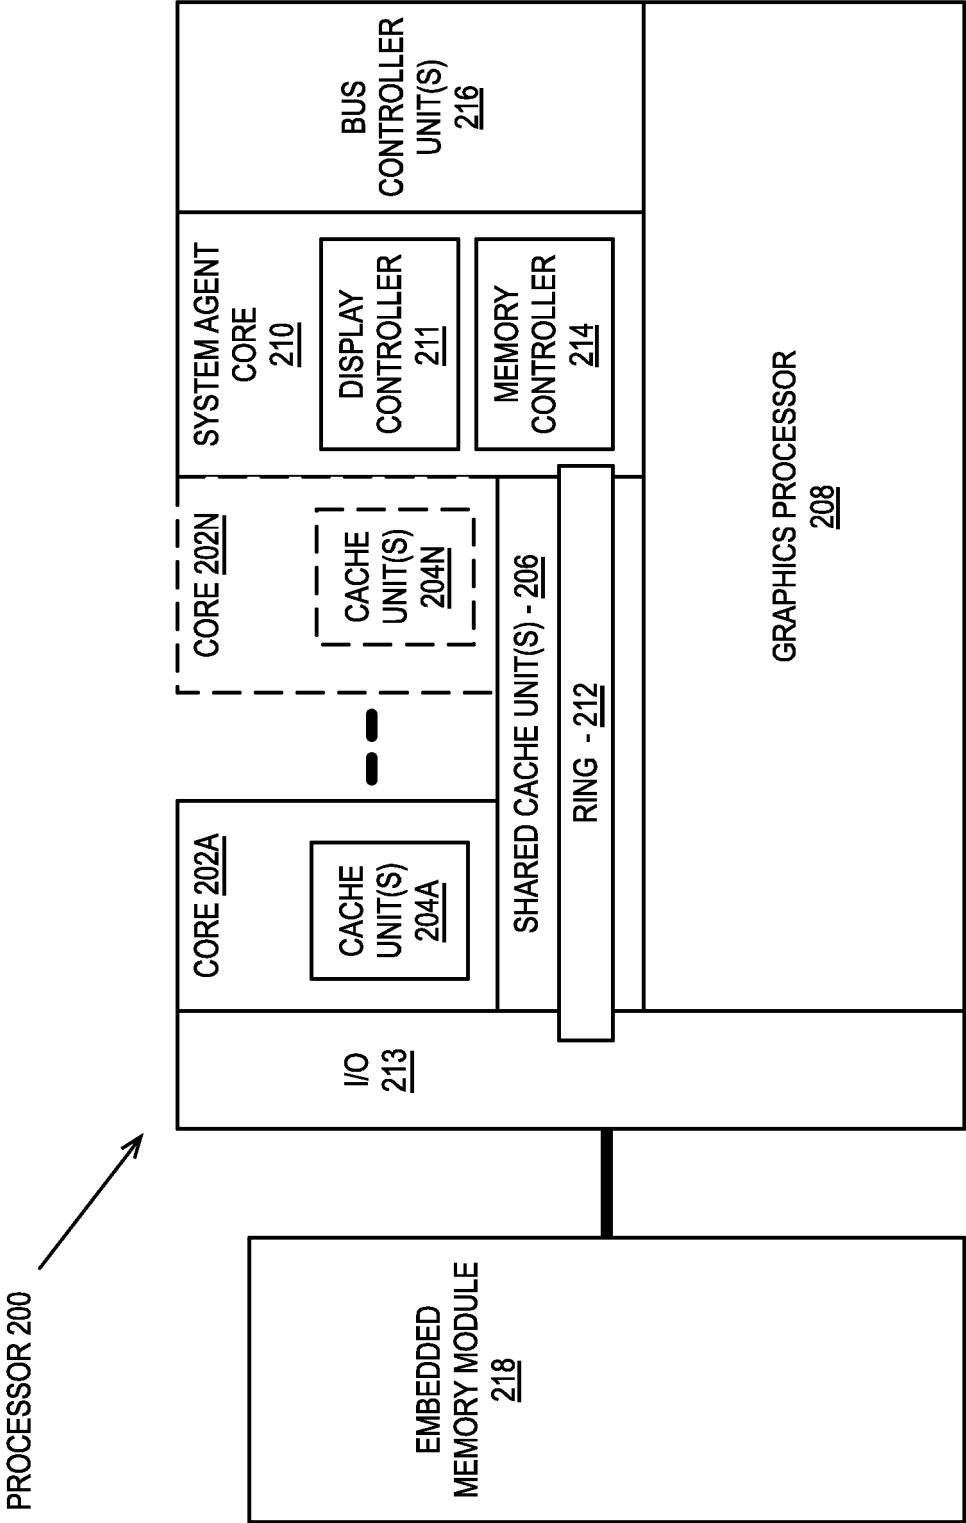 PROCESSOR 200
EMBEDDED
MEMORY MODULE
218
I/O
213
CORE 202A
CACHE
UNIT(S)
204A
CORE 202N
CACHE
UNIT(S)
204N
SHARED CACHE UNIT(S) - 206
RING - 212
SYSTEM AGENT
CORE
210
DISPLAY
CONTROLLER
211
MEMORY
CONTROLLER
214
BUS
CONTROLLER
UNIT(S)
216
GRAPHICS PROCESSOR
208